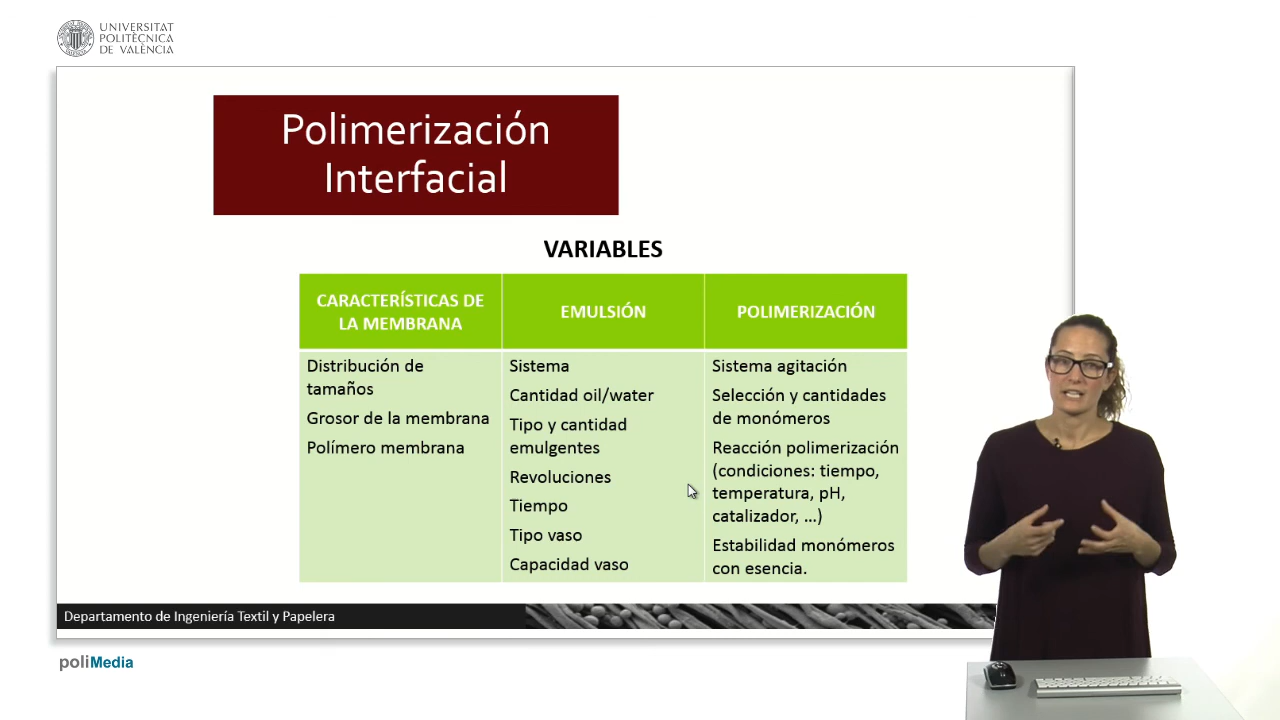 UNIVERSITAT
POLITÈCNICA
DE VALÈNCIA
Polimerización
Interfacial
VARIABLES
CARACTERÍSTICAS DE
LA MEMBRANA
EMULSIÓN
POLIMERIZACIÓN
Distribución de
tamaños
Grosor de la membrana
Polímero membrana
Sistema
Cantidad oil/water
Tipo y cantidad
emulgentes
Revoluciones
Tiempo
Tipo vaso
Capacidad vaso
Sistema agitación
Selección y cantidades
de monómeros
Reacción polimerización
(condiciones: tiempo,
temperatura, pH,
catalizador, ...)
Estabilidad monómeros
con esencia.
Departamento de Ingeniería Textil y Papelera
poliMedia